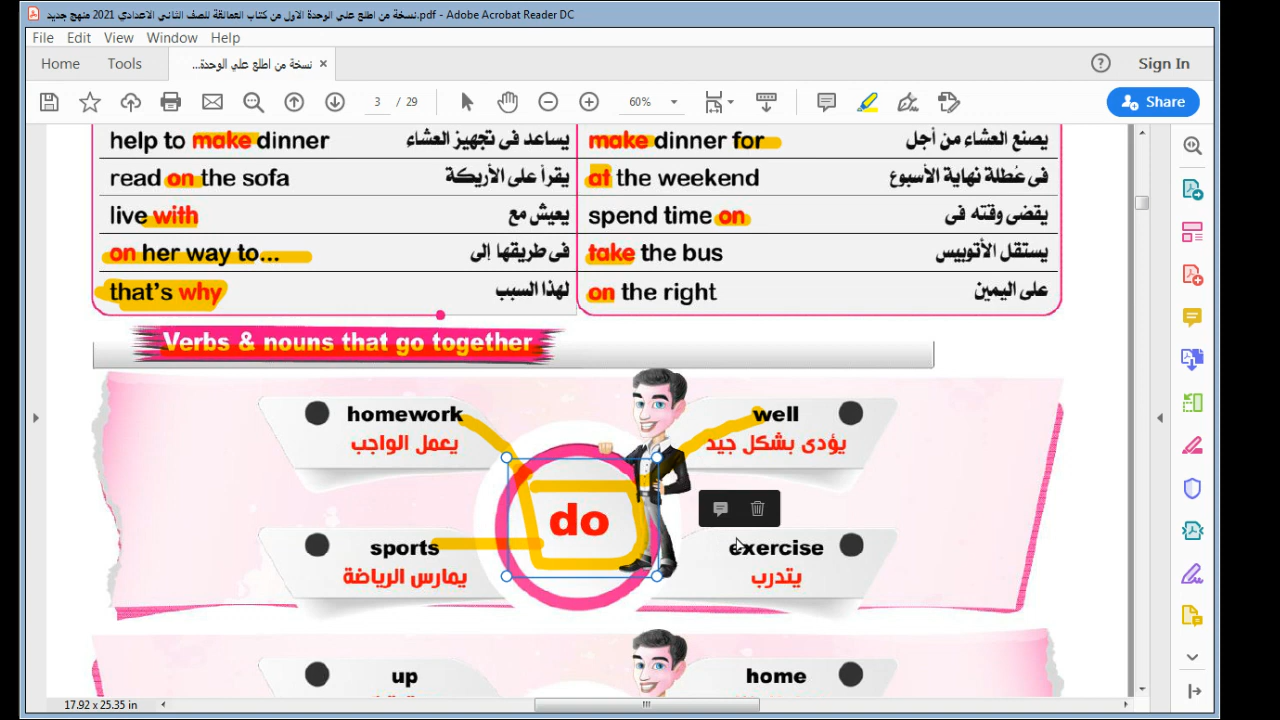 نسخة من اطلع علي الوحدة الاول من كتاب العمالقة للصف الثاني الاعدادي 2021 منهج جديد.pdf - Adobe Acrobat Reader DC
File Edit View Window Help
Home Tools نسخة من اطلع علي الوحدة... ×
? Sign In
3 / 29 60% Share
help to make dinner يساعد فى تجهيز العشاء make dinner for يصنع العشاء من أجل
read on the sofa يقرأ على الأريكة at the weekend فى عُطلة نهاية الأسبوع
live with يعيش مع spend time on يقضى وقته فى
on her way to... فى طريقها إلى take the bus يستقل الأتوبيس
that's why لهذا السبب on the right على اليمين
Verbs & nouns that go together
homework well
يعمل الواجب يؤدى بشكل جيد
do
sports exercise
يمارس الرياضة يتدرب
up home
17.92 x 25.35 in